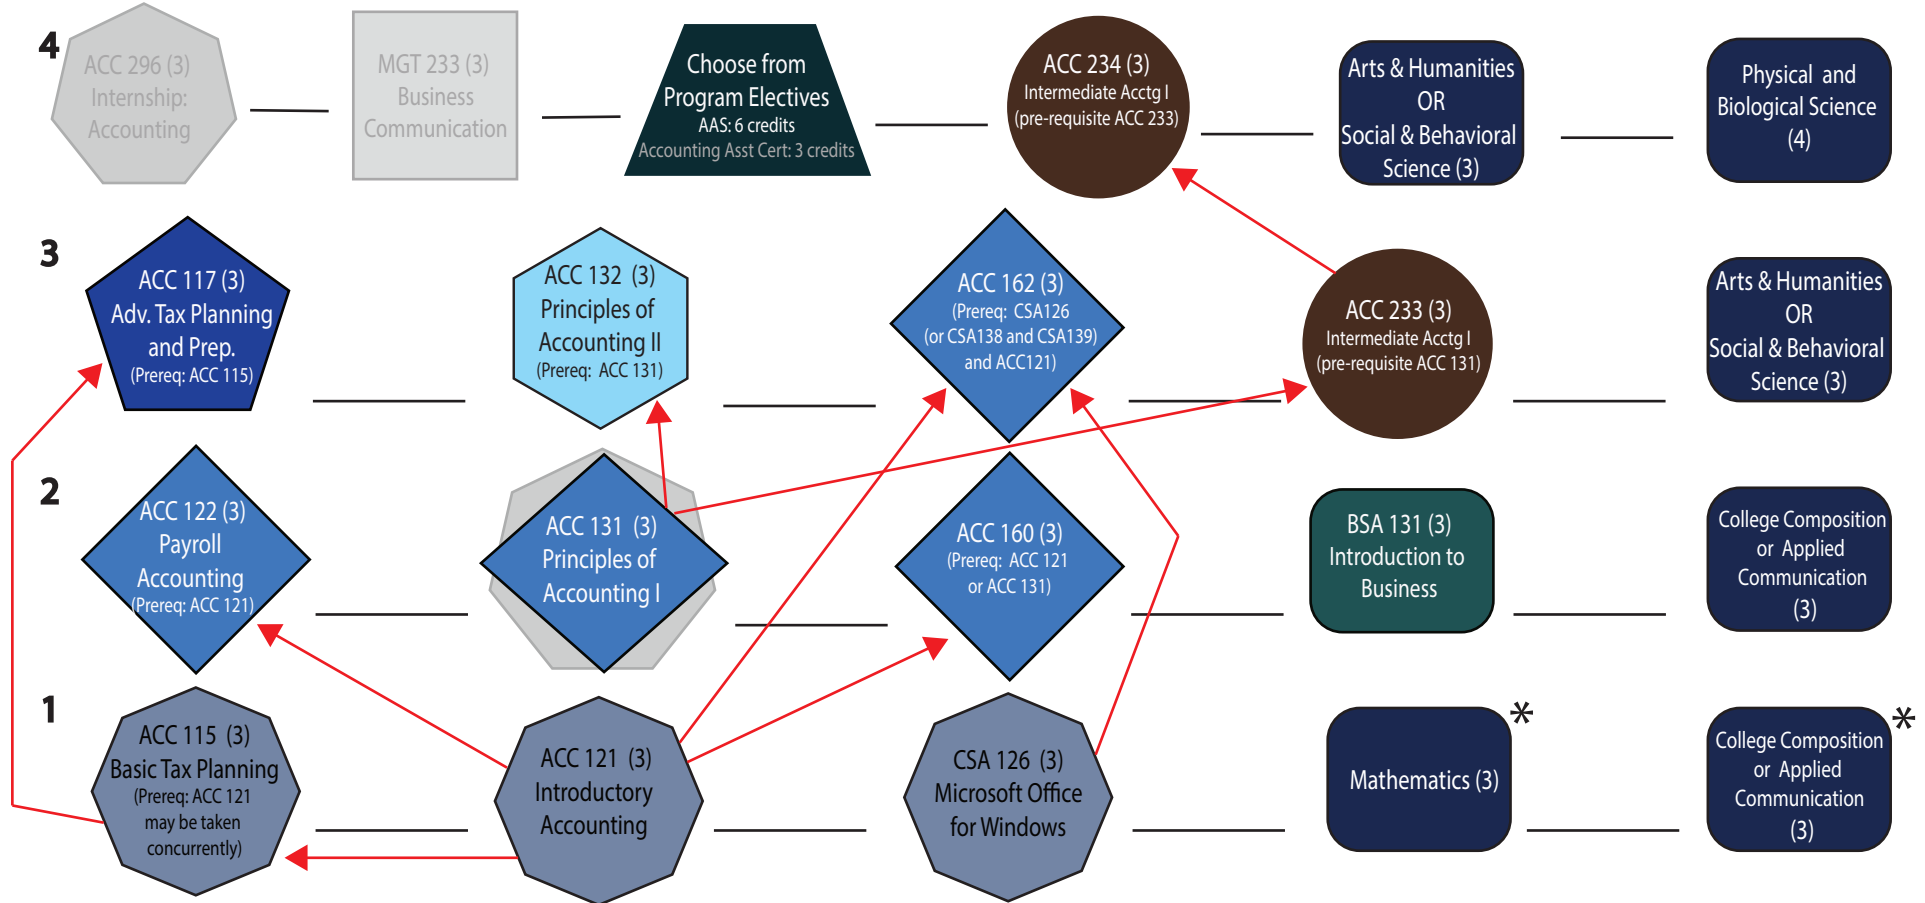 4
ACC 296 (3)
Internship:
Accounting
MGT 233 (3)
Business
Communication
Choose from
Program Electives
AAS: 6 credits
Accounting Asst Cert: 3 credits
ACC 234 (3)
Intermediate Acctg I
(pre-requisite ACC 233)
Arts & Humanities
OR
Social & Behavioral
Science (3)
Physical and
Biological Science
(4)
3
ACC 117 (3)
Adv. Tax Planning
and Prep.
(Prereq: ACC 115)
ACC 132 (3)
Principles of
Accounting II
(Prereq: ACC 131)
ACC 162 (3)
(Prereq: CSA126
(or CSA138 and CSA139)
and ACC121)
ACC 233 (3)
Intermediate Acctg I
(pre-requisite ACC 131)
Arts & Humanities
OR
Social & Behavioral
Science (3)
2
ACC 122 (3)
Payroll
Accounting
(Prereq: ACC 121)
ACC 131 (3)
Principles of
Accounting I
ACC 160 (3)
(Prereq: ACC 121
or ACC 131)
BSA 131 (3)
Introduction to
Business
College Composition
or Applied
Communication
(3)
1
ACC 115 (3)
Basic Tax Planning
(Prereq: ACC 121
may be taken
concurrently)
ACC 121 (3)
Introductory
Accounting
CSA 126 (3)
Microsoft Office
for Windows
Mathematics (3)
*
College Composition
or Applied
Communication
(3)
*